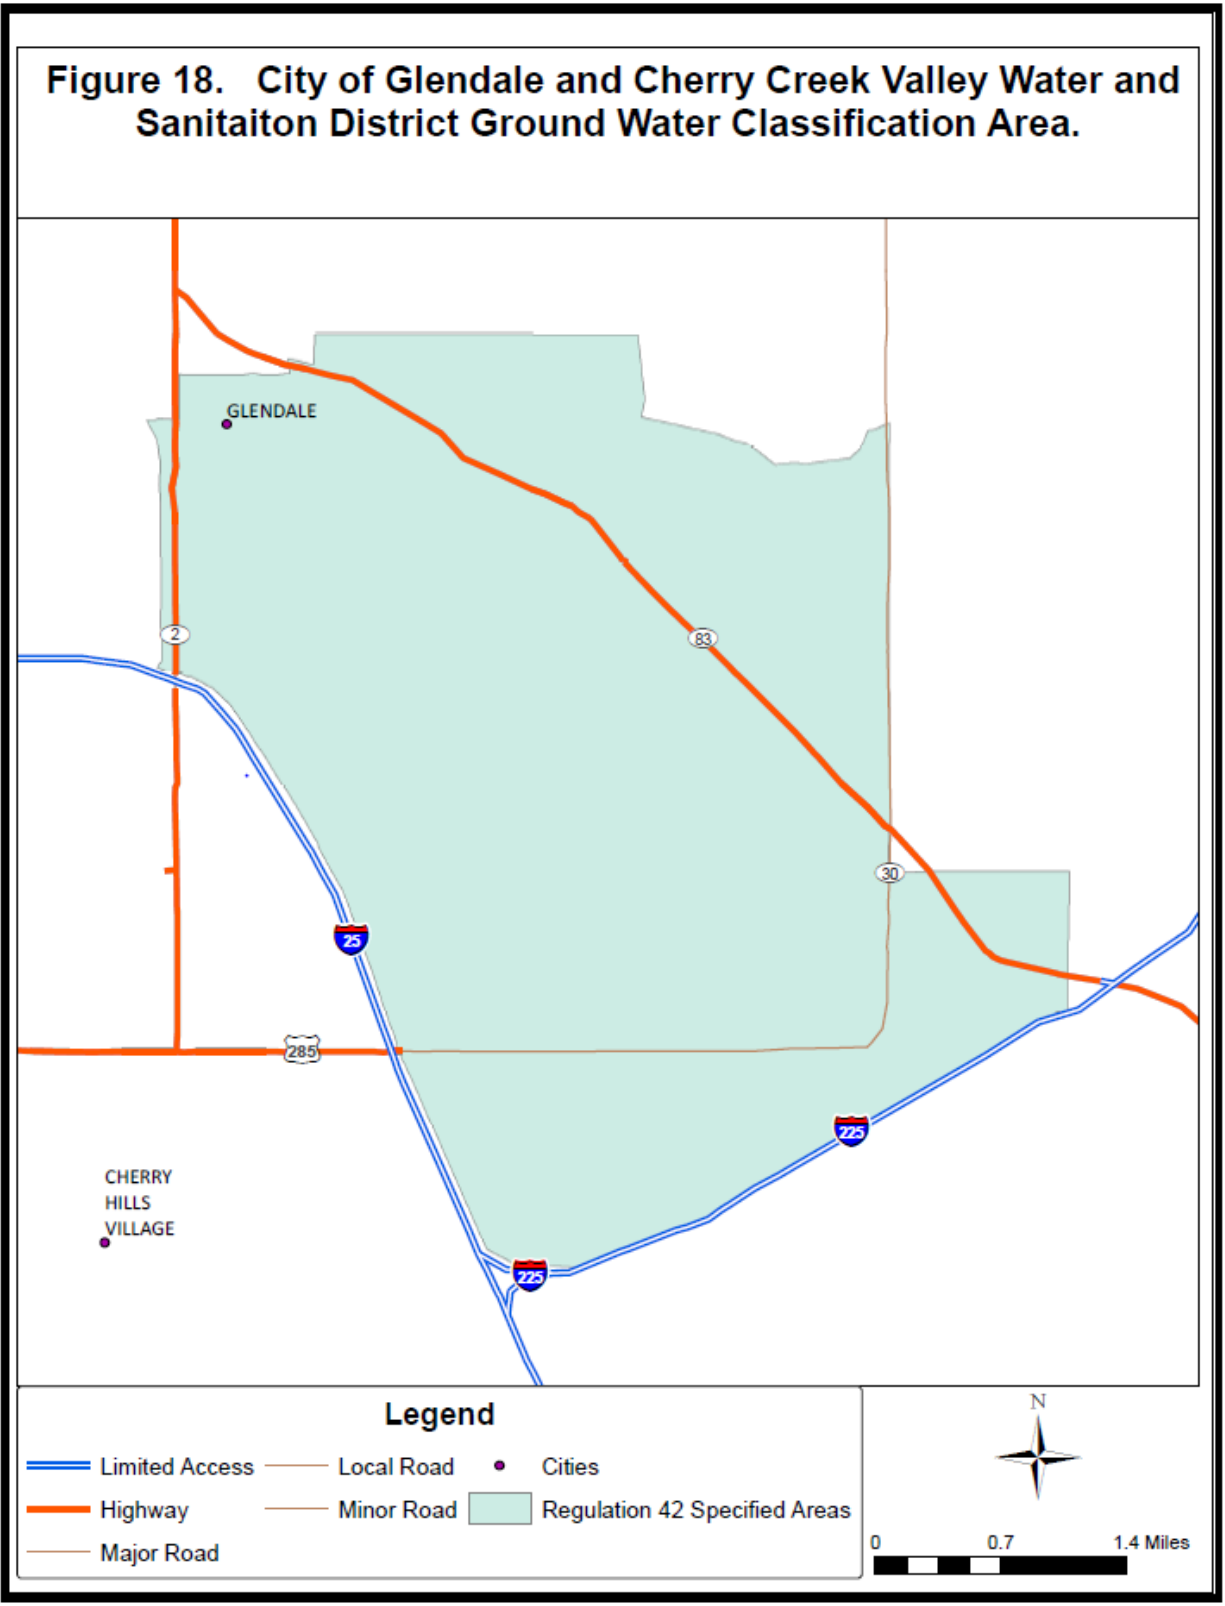 Figure 18.   City of Glendale and Cherry Creek Valley Water and
Sanitaiton District Ground Water Classification Area.
GLENDALE
2
83
30
25
285
225
CHERRY
HILLS
VILLAGE
225
Legend
Limited Access
Local Road
Cities
Highway
Minor Road
Regulation 42 Specified Areas
Major Road
N
0
0.7
1.4 Miles